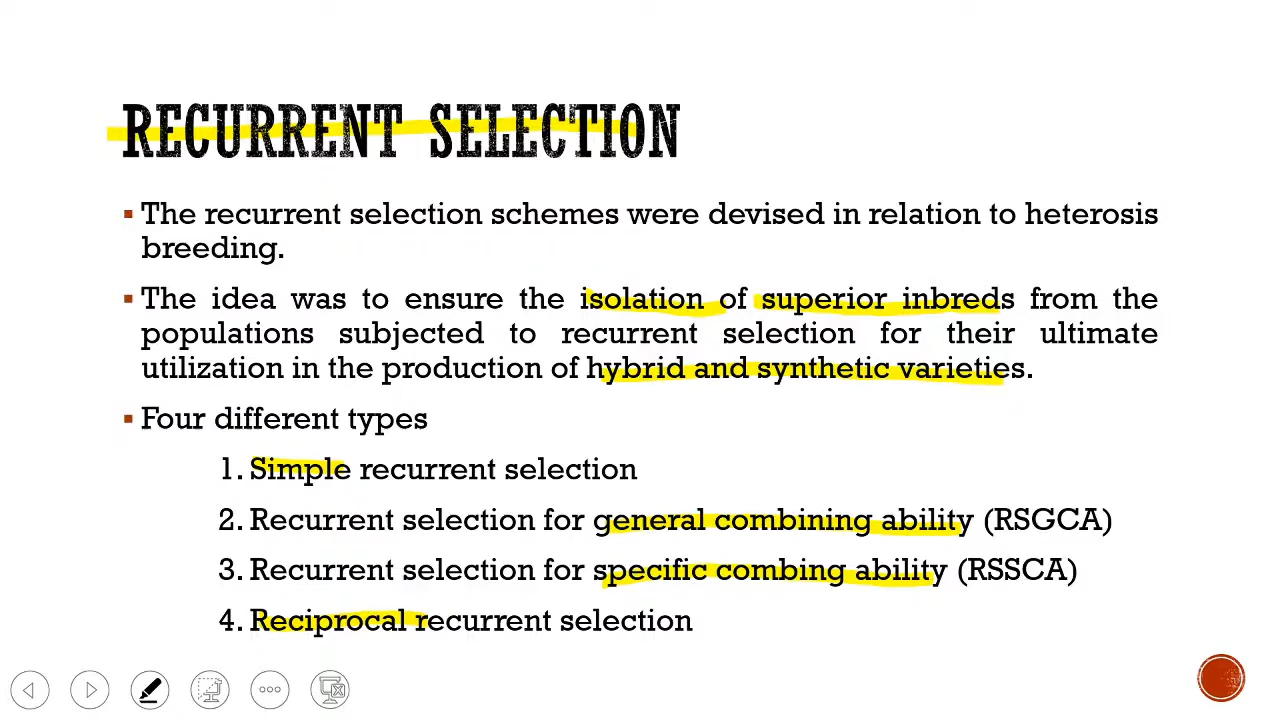 RECURRENT SELECTION
▪ The recurrent selection schemes were devised in relation to heterosis
breeding.
▪ The idea was to ensure the isolation of superior inbreds from the
populations subjected to recurrent selection for their ultimate
utilization in the production of hybrid and synthetic varieties.
▪ Four different types
1. Simple recurrent selection
2. Recurrent selection for general combining ability (RSGCA)
3. Recurrent selection for specific combing ability (RSSCA)
4. Reciprocal recurrent selection